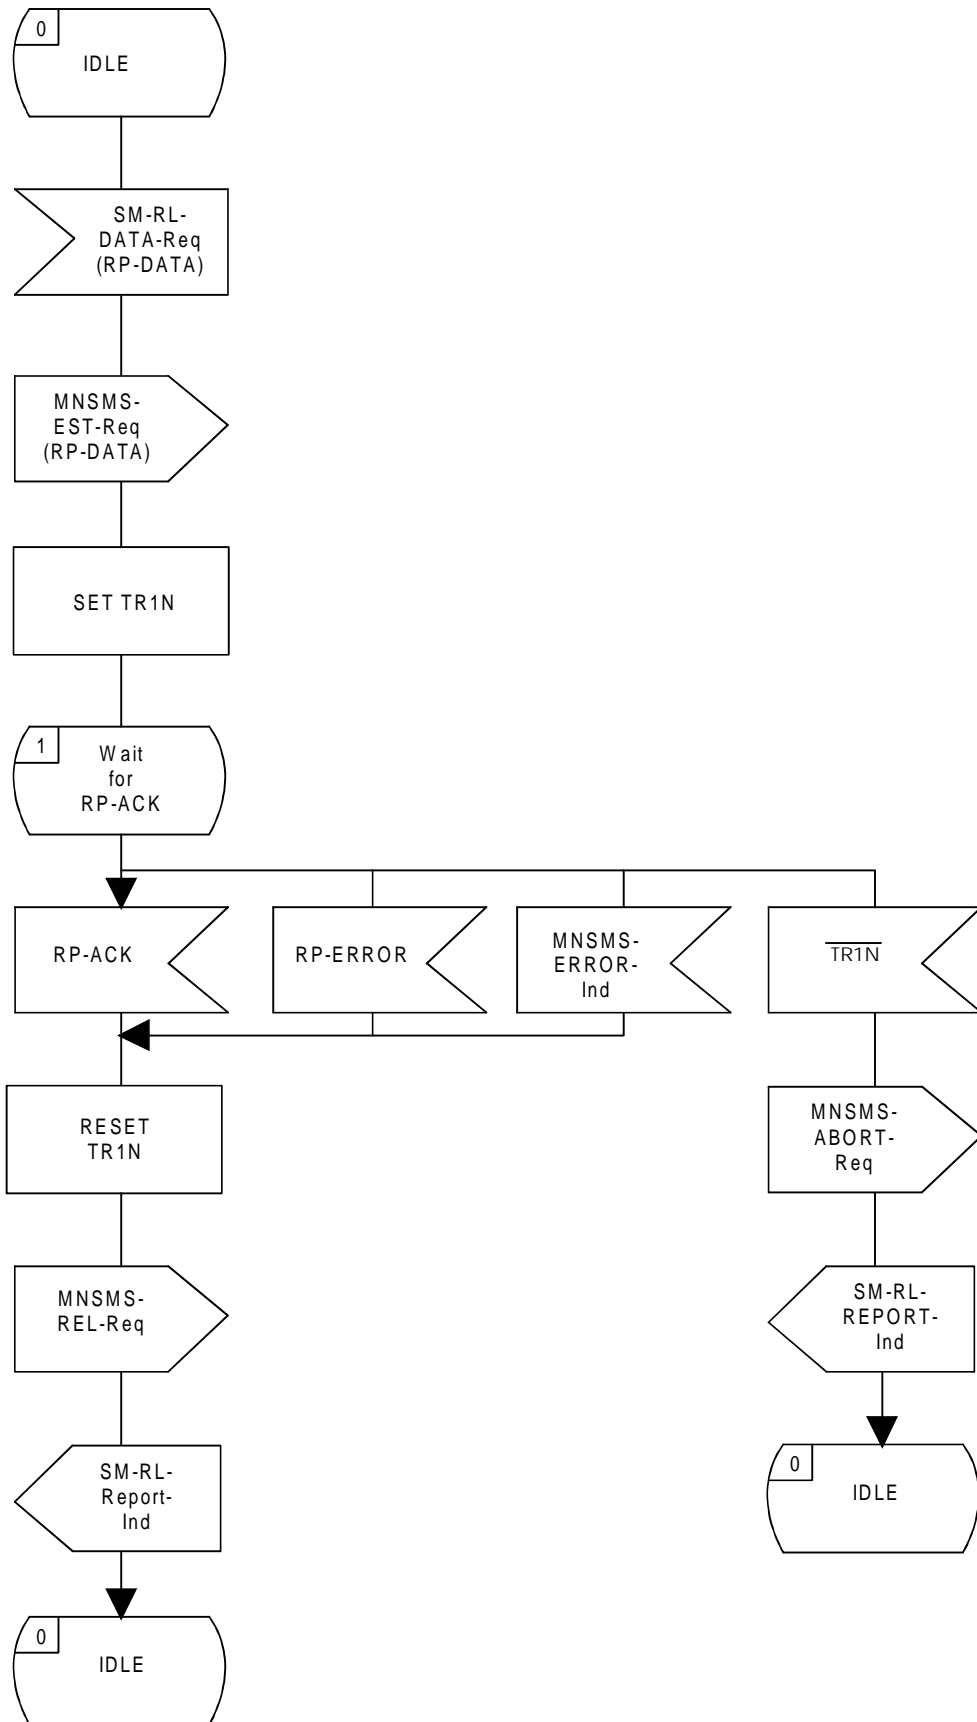 0
IDLE
SM-RL-
DATA-Req
(RP-DATA)
MNSMS-
EST-Req
(RP-DATA)
SET TR1N
1
Wait
for
RP-ACK
RP-ACK
RP-ERROR
MNSMS-
ERROR-
Ind
TR1N
RESET
TR1N
MNSMS-
ABORT-
Req
MNSMS-
REL-Req
SM-RL-
REPORT-
Ind
SM-RL-
Report-
Ind
0
IDLE
0
IDLE